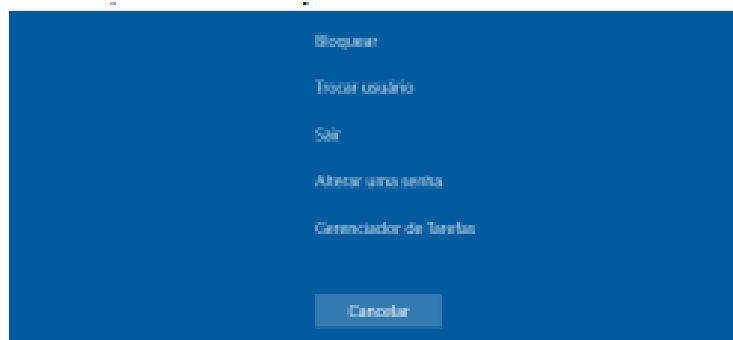 Bloquear
Trocar usuário
Sair
Alterar uma senha
Gerenciador de Tarefas
Cancelar